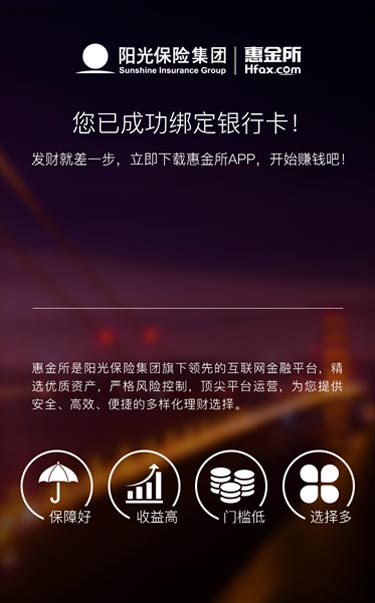 阳光保险集团 惠金所
Sunshine Insurance Group Hfax.com
您已成功绑定银行卡!
发财就差一步，立即下载惠金所APP，开始赚钱吧!
惠金所是阳光保险集团旗下领先的互联网金融平台，精
选优质资产，严格风险控制，顶尖平台运营，为您提供
安全、高效、便捷的多样化理财选择。
保障好 收益高 门槛低 选择多